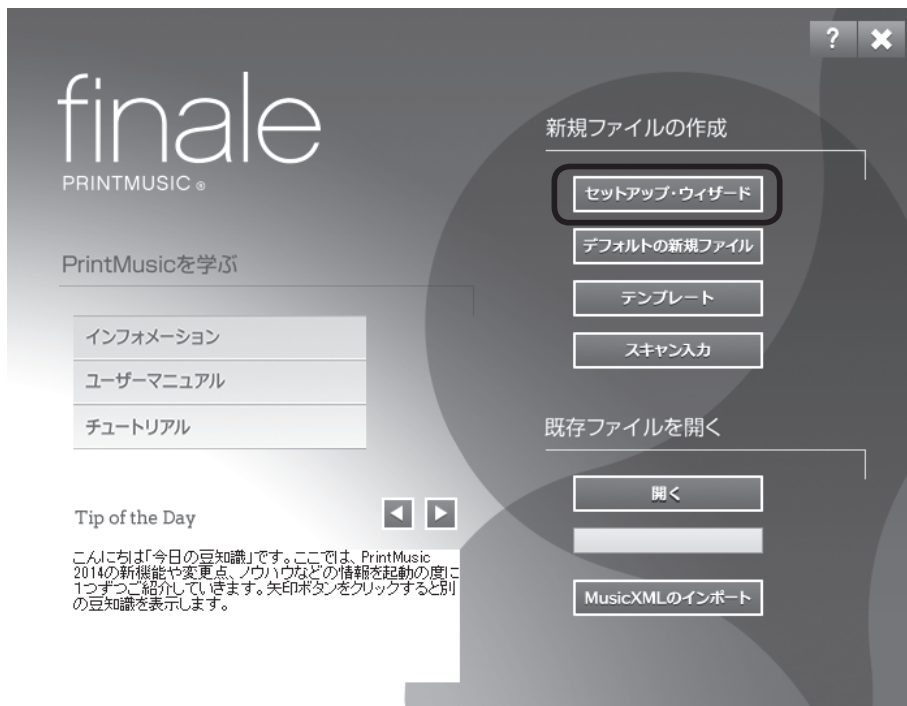 ?
finale
PRINTMUSIC®
新規ファイルの作成
セットアップ・ウィザード
デフォルトの新規ファイル
テンプレート
スキャン入力
PrintMusicを学ぶ
インフォメーション
ユーザーマニュアル
チュートリアル
既存ファイルを開く
開く
MusicXMLのインポート
Tip of the Day
こんにちは「今日の豆知識」です。ここでは、PrintMusic
2014の新機能や変更点、ノウハウなどの情報を起動の度に
1つずつご紹介していきます。矢印ボタンをクリックすると別
の豆知識を表示します。